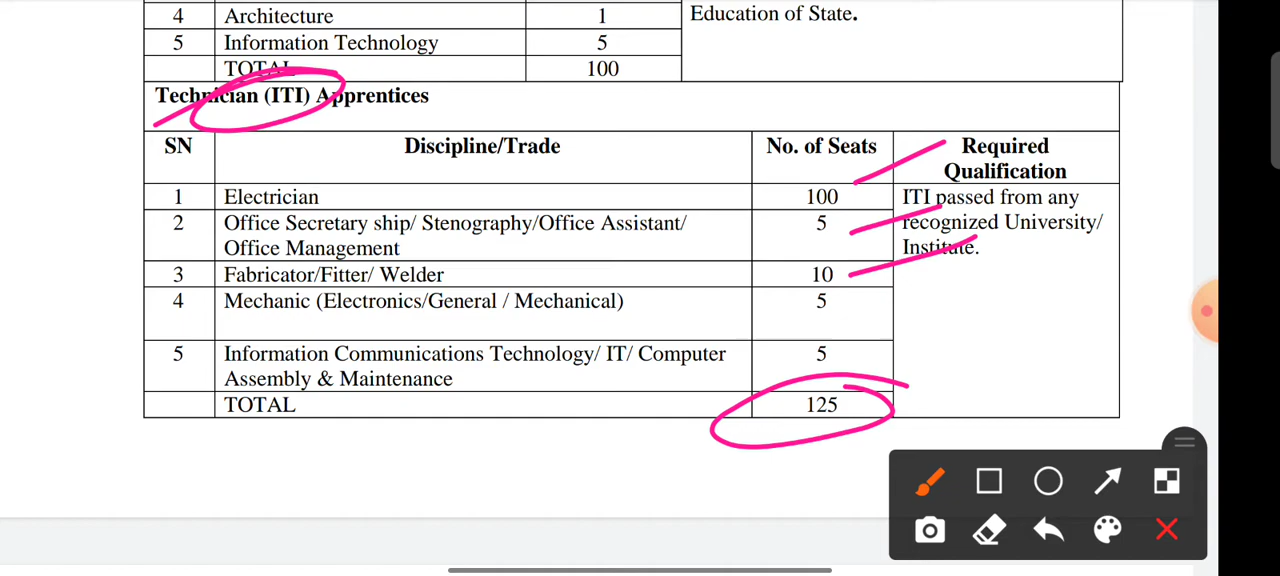 4 Architecture 1 Education of State.
5 Information Technology 5
TOTAL 100
Technician (ITI) Apprentices
SN Discipline/Trade No. of Seats Required
Qualification
1 Electrician 100 ITI passed from any
2 Office Secretary ship/ Stenography/Office Assistant/ 5 recognized University/
Office Management Institute.
3 Fabricator/Fitter/ Welder 10
4 Mechanic (Electronics/General / Mechanical) 5
5 Information Communications Technology/ IT/ Computer 5
Assembly & Maintenance
TOTAL 125